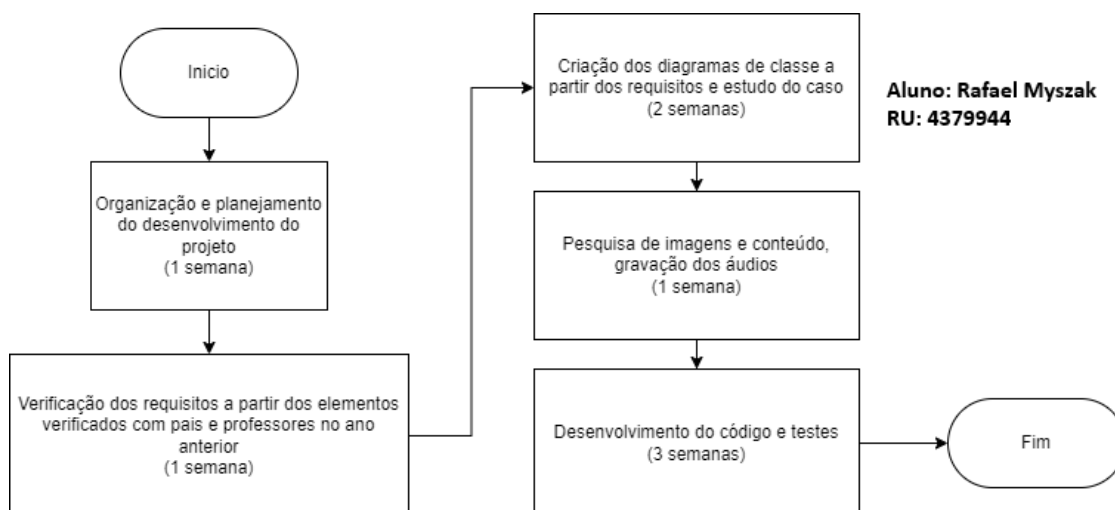 Inicio
Organização e planejamento
do desenvolvimento do
projeto
(1 semana)
Verificação dos requisitos a partir dos elementos
verificados com pais e professores no ano
anterior
(1 semana)
Criação dos diagramas de classe a
partir dos requisitos e estudo do caso
(2 semanas)
Pesquisa de imagens e conteúdo,
gravação dos áudios
(1 semana)
Desenvolvimento do código e testes
(3 semanas)
Fim
Aluno: Rafael Myszak
RU: 4379944